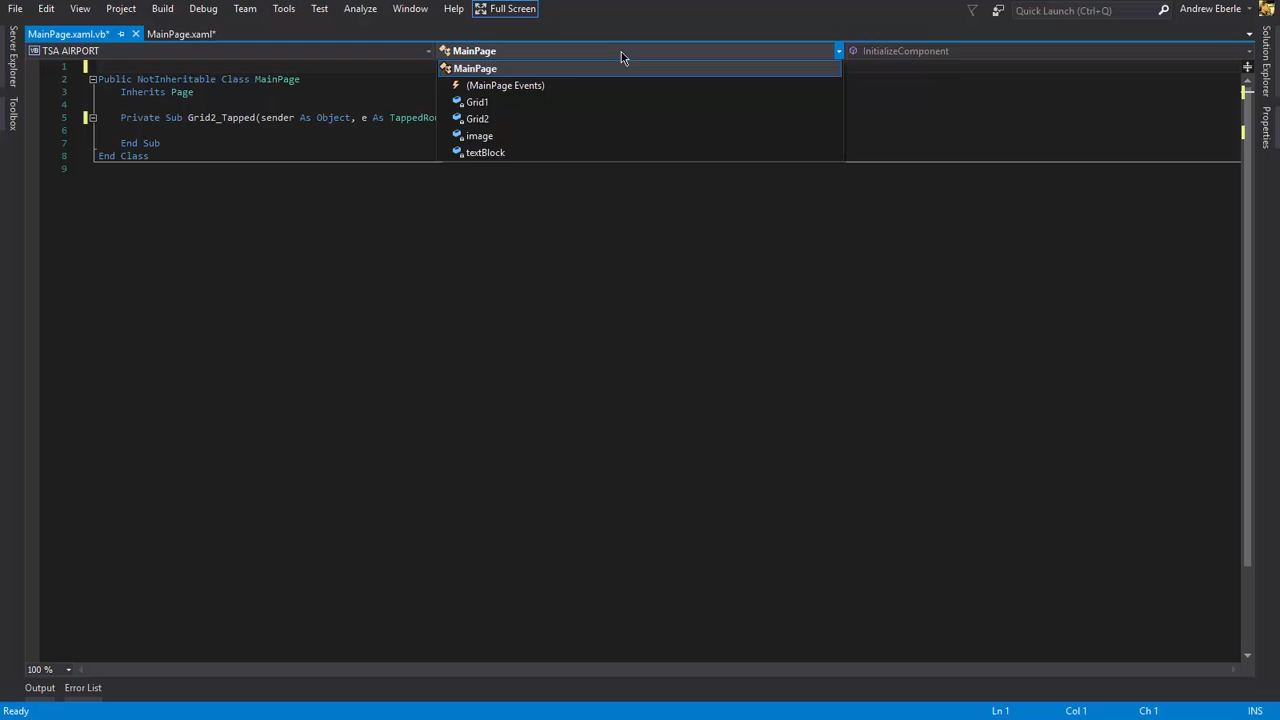 File Edit View Project Build Debug Team Tools Test Analyze Window Help Full Screen Quick Launch (Ctrl+Q) Andrew Eberle
MainPage.xaml.vb* MainPage.xaml*
TSA AIRPORT MainPage InitializeComponent
Server Explorer
Toolbox
Solution Explorer
Properties
MainPage
(MainPage Events)
Grid1
Grid2
image
textBlock
1
2 Public NotInheritable Class MainPage
3 Inherits Page
4
5 Private Sub Grid2_Tapped(sender As Object, e As TappedRou
6
7 End Sub
8 End Class
9
100 %
Output Error List
Ready Ln 1 Col 1 Ch 1 INS